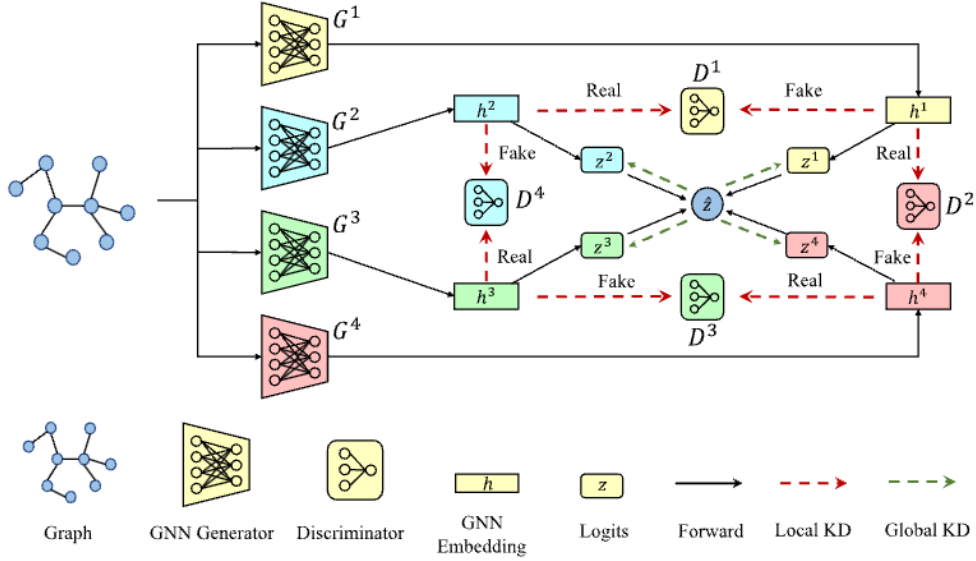 G¹
G²
h²
Real
D¹
Fake
h¹
Fake
z²
z¹
Real
D⁴
ẑ
D²
G³
Real
z³
z⁴
Fake
h³
Fake
D³
Real
h⁴
G⁴
h
z
Graph
GNN Generator
Discriminator
GNN
Embedding
Logits
Forward
Local KD
Global KD